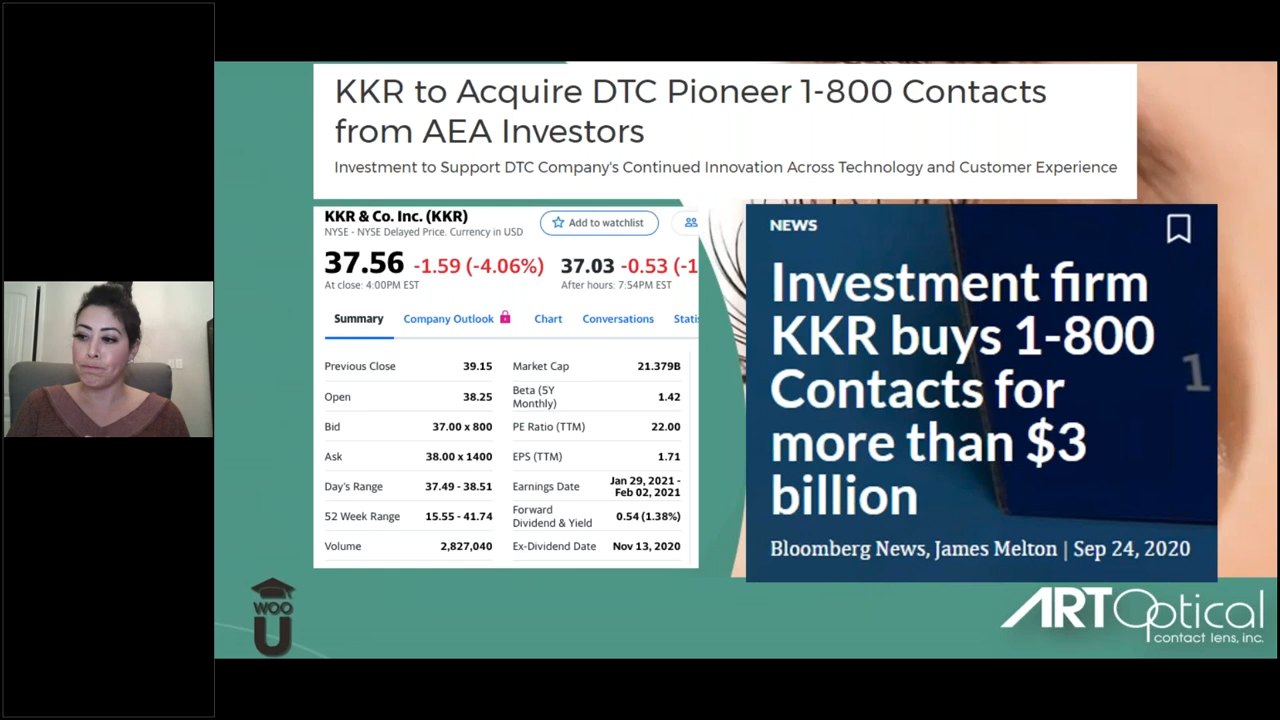 KKR to Acquire DTC Pioneer 1-800 Contacts
from AEA Investors
Investment to Support DTC Company's Continued Innovation Across Technology and Customer Experience
KKR & Co. Inc. (KKR)
NYSE - NYSE Delayed Price. Currency in USD
Add to watchlist
37.56 -1.59 (-4.06%) 37.03 -0.53 (-1
At close: 4:00PM EST After hours: 7:54PM EST
Summary Company Outlook Chart Conversations Statis
Previous Close 39.15
Open 38.25
Bid 37.00 x 800
Ask 38.00 x 1400
Day's Range 37.49 - 38.51
52 Week Range 15.55 - 41.74
Volume 2,827,040
Market Cap 21.379B
Beta (5Y
Monthly) 1.42
PE Ratio (TTM) 22.00
EPS (TTM) 1.71
Earnings Date Jan 29, 2021 -
Feb 02, 2021
Forward
Dividend & Yield 0.54 (1.38%)
Ex-Dividend Date Nov 13, 2020
NEWS
Investment firm
KKR buys 1-800
Contacts for
more than $3
billion
1
Bloomberg News, James Melton | Sep 24, 2020
WOO
U
ART Optical
contact lens, inc.